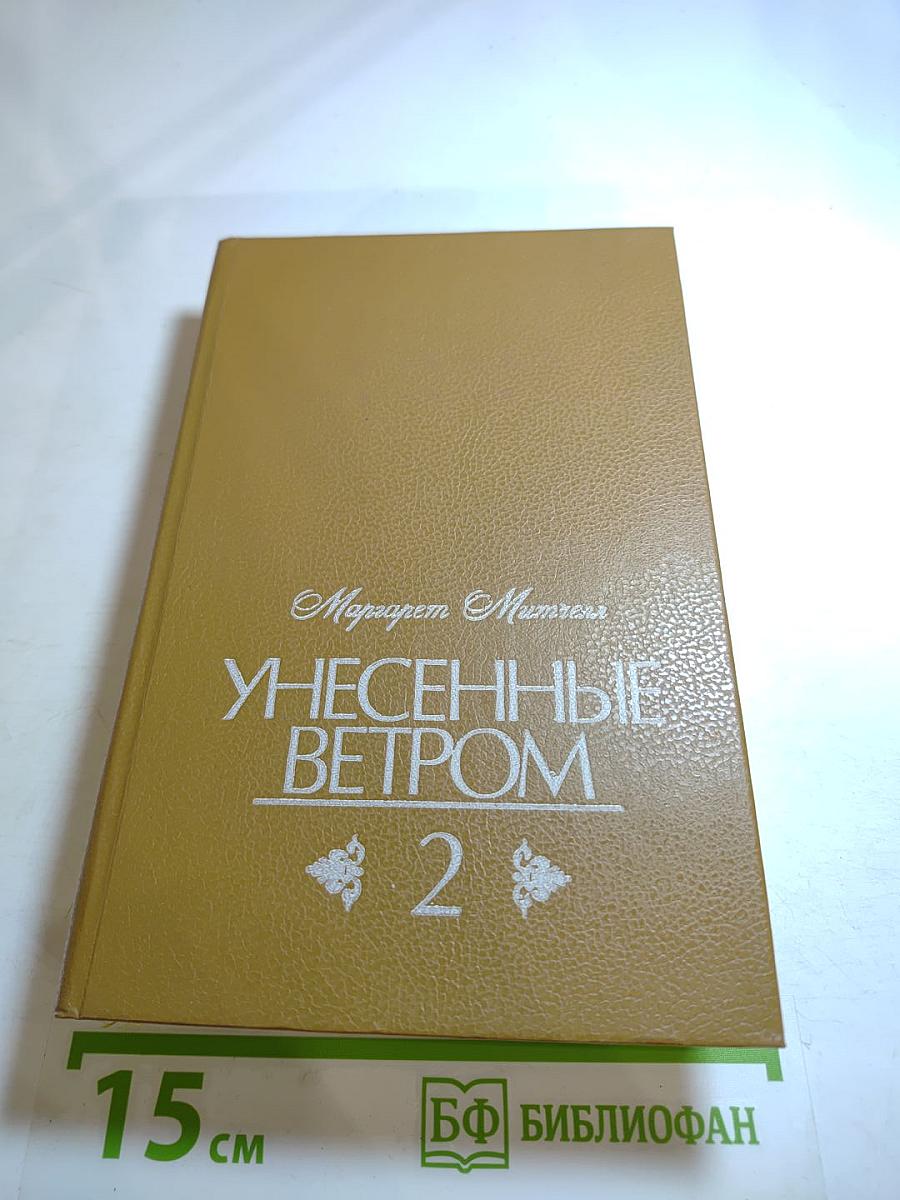 Маргарет Митчелл
УНЕСЕННЫЕ
ВЕТРОМ
2
15 см
БФ БИБЛИОФАН